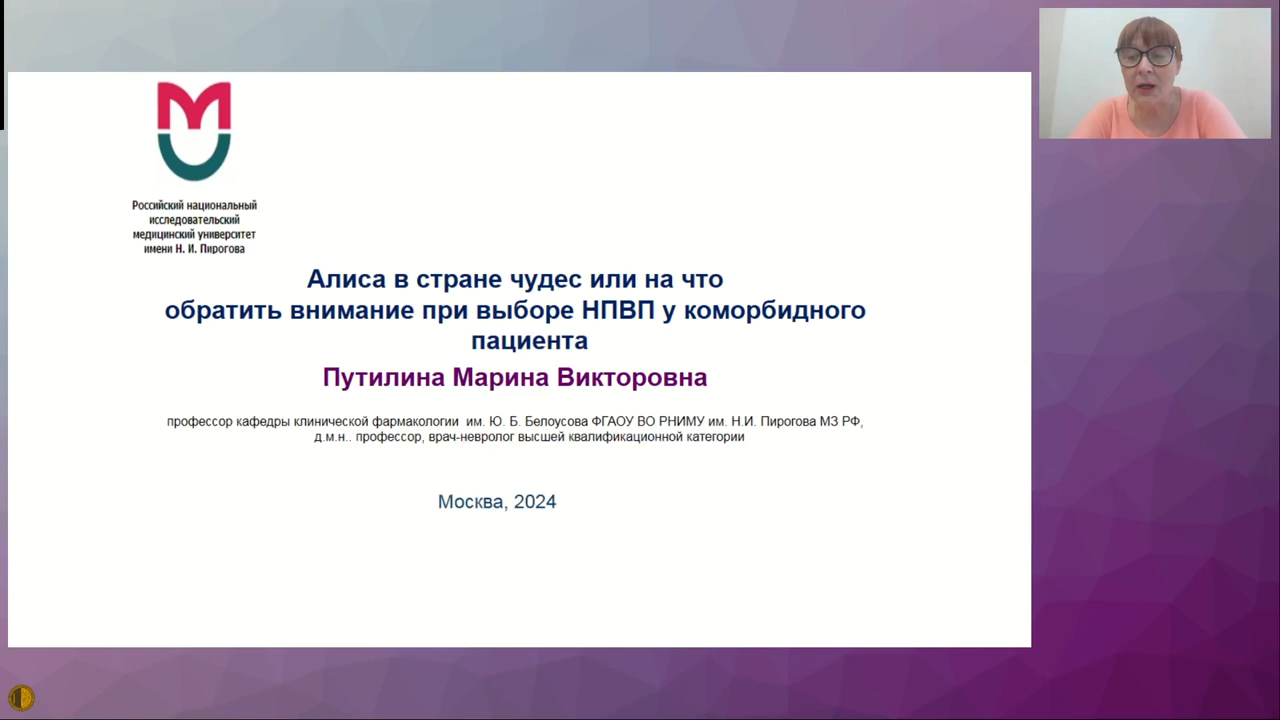 Российский национальный
исследовательский
медицинский университет
имени Н. И. Пирогова
Алиса в стране чудес или на что
обратить внимание при выборе НПВП у коморбидного
пациента
Путилина Марина Викторовна
профессор кафедры клинической фармакологии им. Ю. Б. Белоусова ФГАОУ ВО РНИМУ им. Н.И. Пирогова МЗ РФ,
д.м.н.. профессор, врач-невролог высшей квалификационной категории
Москва, 2024